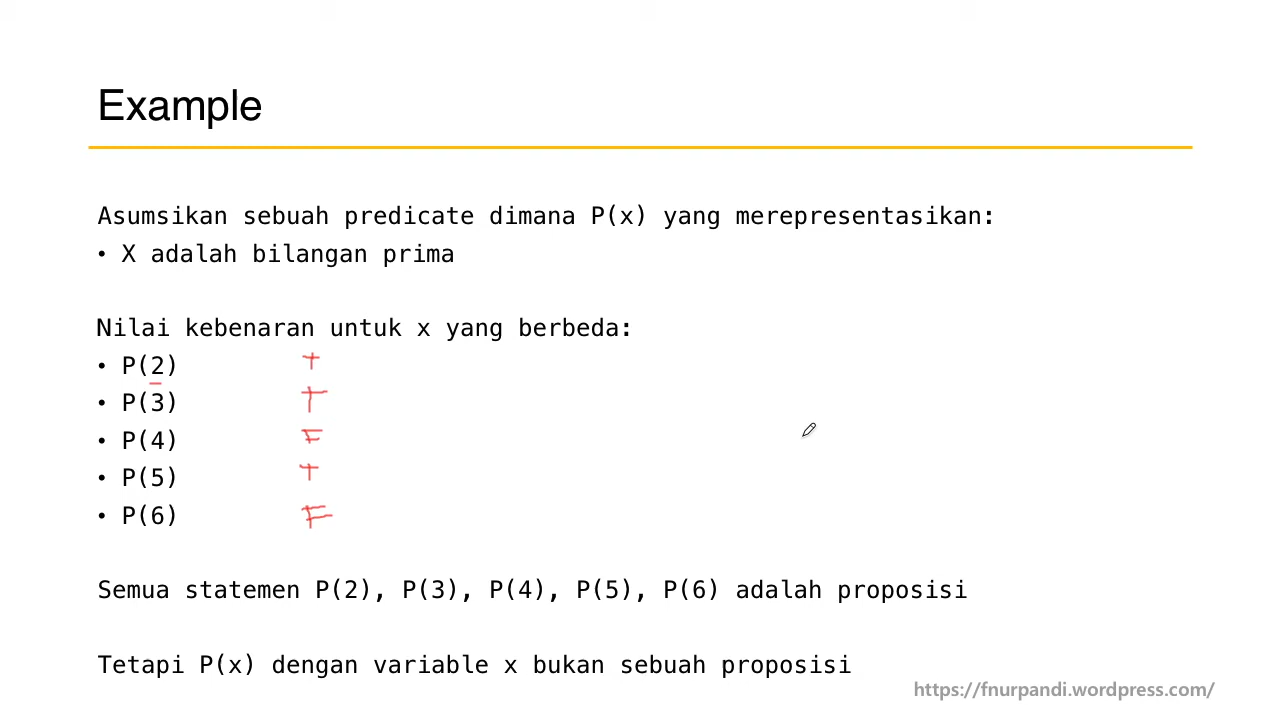 Example
Asumsikan sebuah predicate dimana P(x) yang merepresentasikan:
• X adalah bilangan prima
Nilai kebenaran untuk x yang berbeda:
• P(2) T
• P(3) T
• P(4) F
• P(5) T
• P(6) F
Semua statemen P(2), P(3), P(4), P(5), P(6) adalah proposisi
Tetapi P(x) dengan variable x bukan sebuah proposisi
https://fnurpandi.wordpress.com/